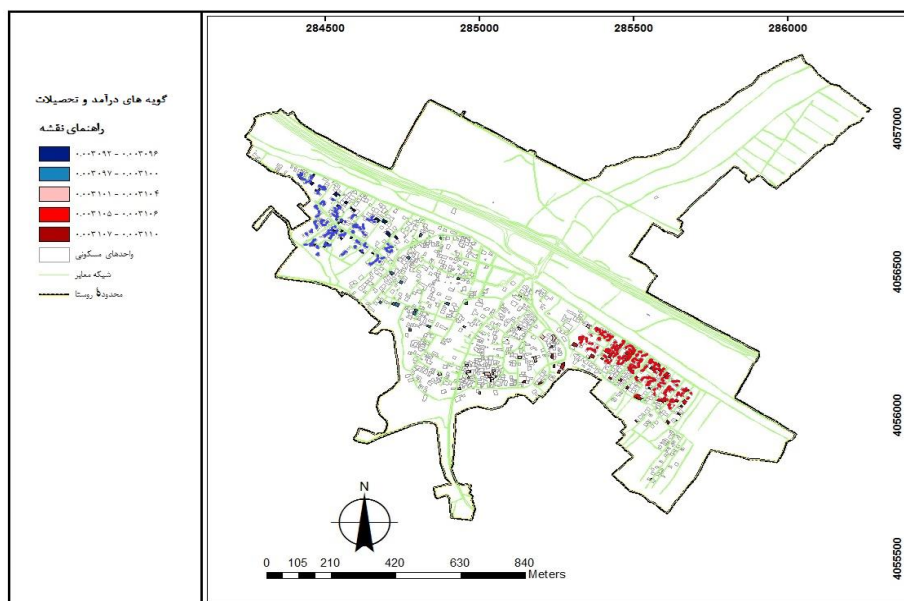 284500 285000 285500 286000
گویه های درآمد و تحصیلات
راهنمای نقشه
۰.۰۰۳۰۹۲ - ۰.۰۰۳۰۹۶
۰.۰۰۳۰۹۷ - ۰.۰۰۳۱۰۰
۰.۰۰۳۱۰۱ - ۰.۰۰۳۱۰۴
۰.۰۰۳۱۰۵ - ۰.۰۰۳۱۰۶
۰.۰۰۳۱۰۷ - ۰.۰۰۳۱۱۰
واحدهای مسکونی
شبکه معابر
محدودهٔ روستا
4057000
4056500
4056000
4055500
N
0 105 210 420 630 840
Meters